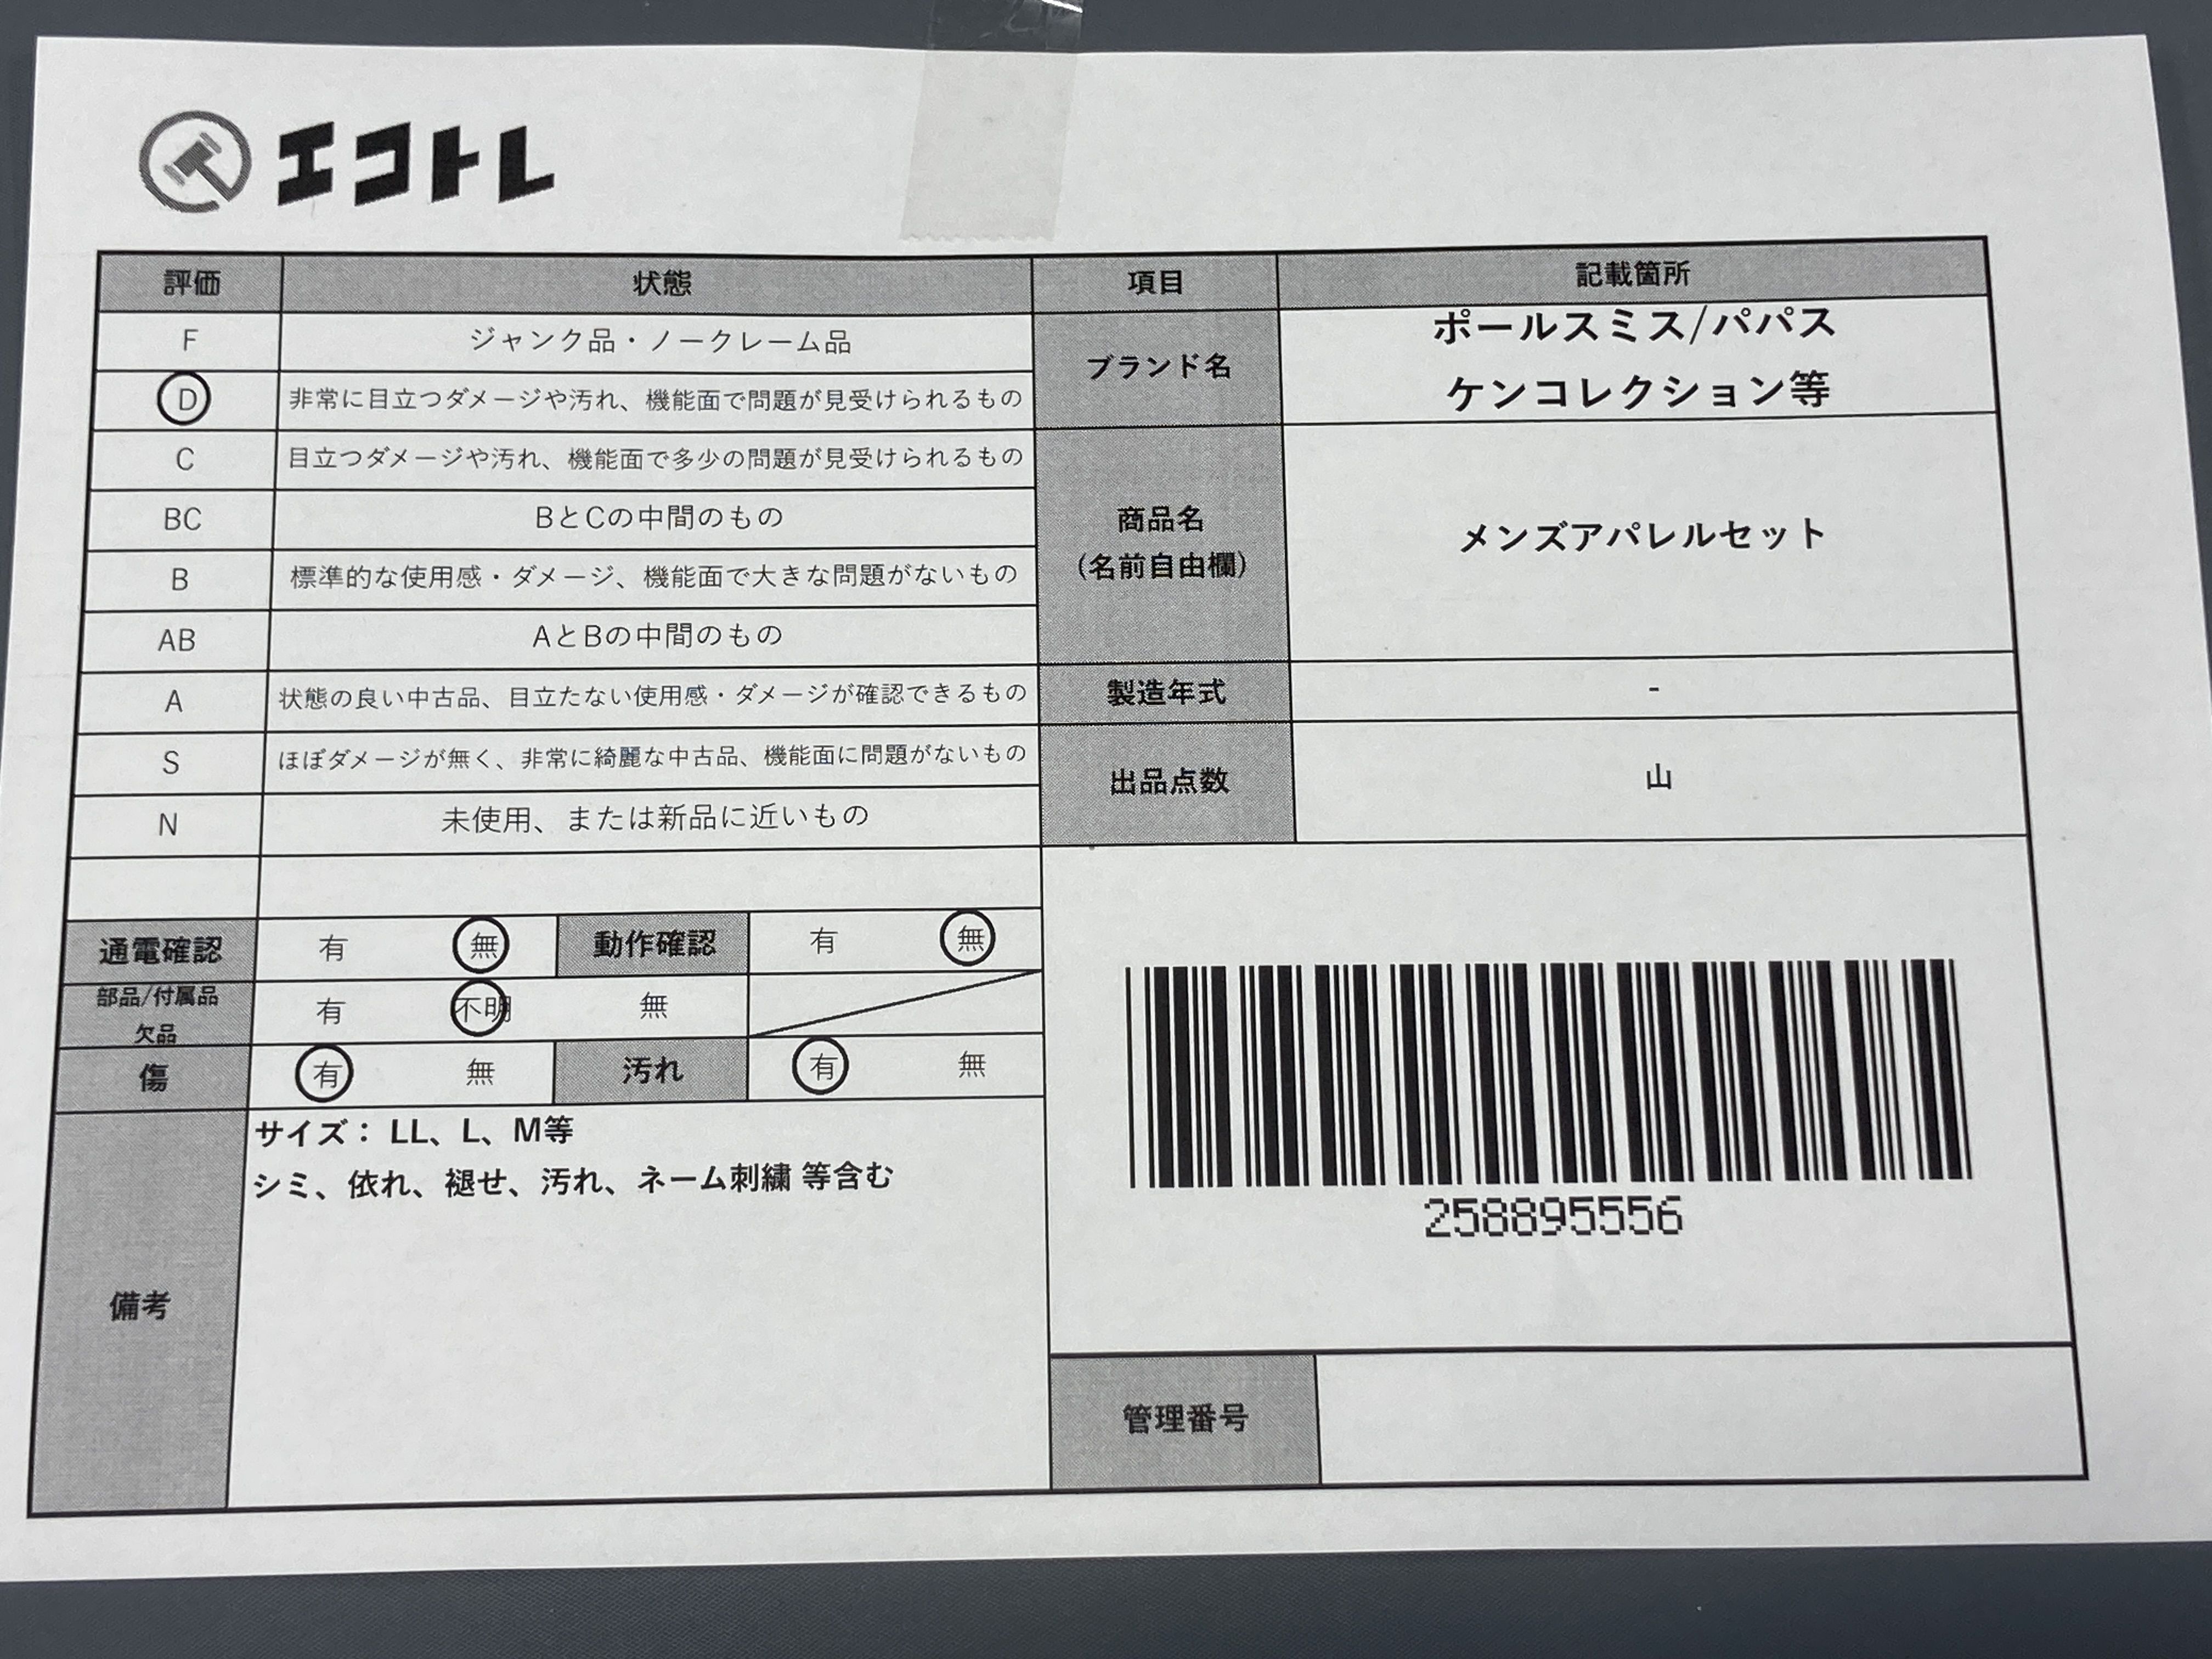 エコトレ
評価 状態 項目 記載箇所
F ジャンク品・ノークレーム品
D 非常に目立つダメージや汚れ、機能面で問題が見受けられるもの
C 目立つダメージや汚れ、機能面で多少の問題が見受けられるもの
BC BとCの中間のもの
B 標準的な使用感・ダメージ、機能面で大きな問題がないもの
AB AとBの中間のもの
A 状態の良い中古品、目立たない使用感・ダメージが確認できるもの
S ほぼダメージが無く、非常に綺麗な中古品、機能面に問題がないもの
N 未使用、または新品に近いもの
ブランド名
ポールスミス/パパス
ケンコレクション等
商品名
(名前自由欄)
メンズアパレルセット
製造年式 -
出品点数 山
通電確認 有 無 動作確認 有 無
部品/付属品
欠品
有 不明 無
傷 有 無 汚れ 有 無
備考
サイズ： LL、L、M等
シミ、依れ、褪せ、汚れ、ネーム刺繍 等含む
258895556
管理番号